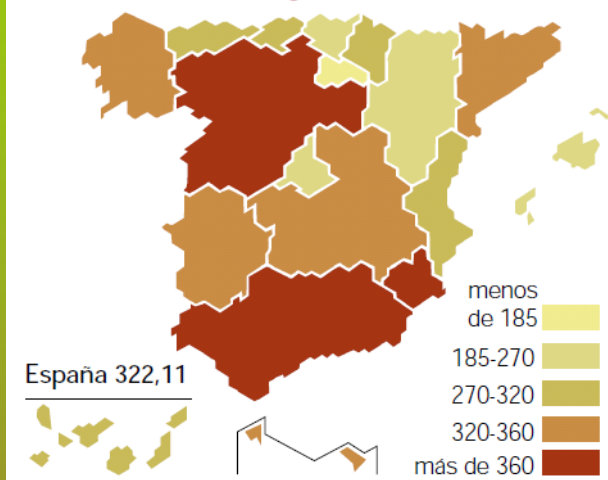 España 322,11
menos
de 185
185-270
270-320
320-360
más de 360